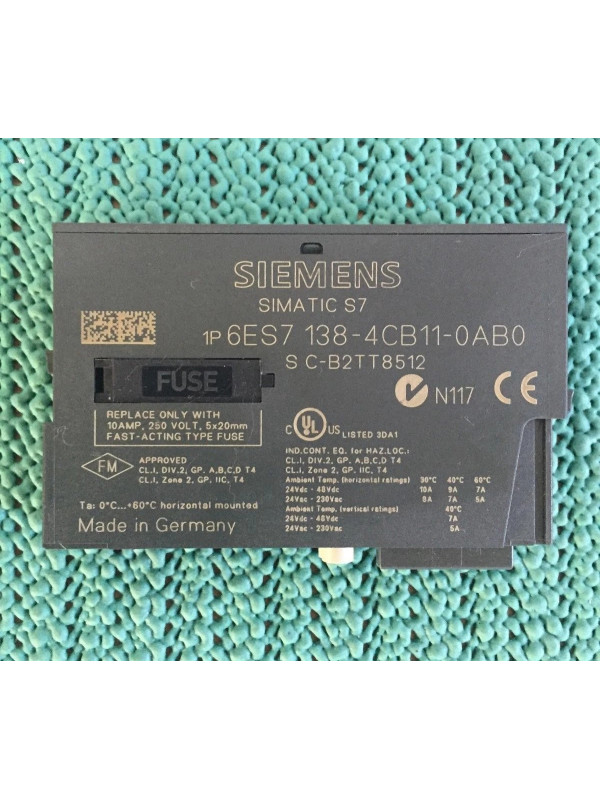 SIEMENS
SIMATIC S7
1P 6ES7 138-4CB11-0AB0
S C-B2TT8512
FUSE
REPLACE ONLY WITH
10AMP, 250 VOLT, 5x20mm
FAST-ACTING TYPE FUSE
C UL US LISTED 3DA1
N117 CE
IND.CONT. EQ. for HAZ.LOC.:
CL.I, DIV.2, GP. A,B,C,D T4
CL.I, Zone 2, GP. IIC, T4
FM
APPROVED
CL.I, DIV.2, GP. A,B,C,D T4
CL.I, Zone 2, GP. IIC, T4
Ambient Temp. (horizontal ratings) 30°C 40°C 60°C
24Vdc - 48Vdc 10A 9A 7A
24Vac - 230Vac 8A 7A 5A
Ambient Temp. (vertical ratings) 40°C
24Vdc - 48Vdc 7A
24Vac - 230Vac 5A
Ta: 0°C...+60°C horizontal mounted
Made in Germany